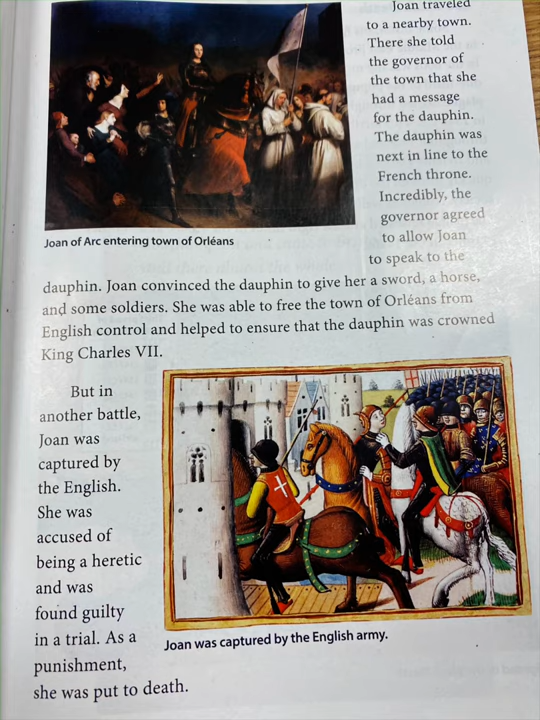 Joan traveled
to a nearby town.
There she told
the governor of
the town that she
had a message
for the dauphin.
The dauphin was
next in line to the
French throne.
Incredibly, the
governor agreed
to allow Joan
to speak to the
Joan of Arc entering town of Orléans
dauphin. Joan convinced the dauphin to give her a sword, a horse,
and some soldiers. She was able to free the town of Orléans from
English control and helped to ensure that the dauphin was crowned
King Charles VII.
But in
another battle,
Joan was
captured by
the English.
She was
accused of
being a heretic
and was
found guilty
in a trial. As a
punishment,
she was put to death.
Joan was captured by the English army.